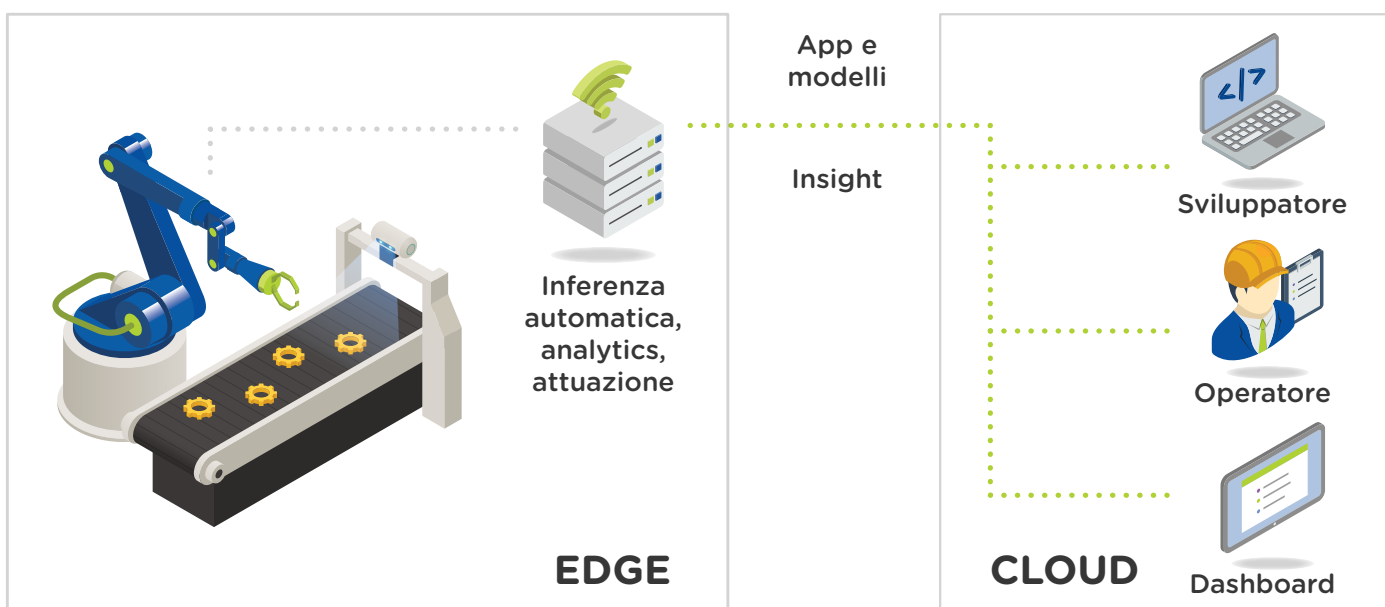 App e
modelli
Insight
Inferenza
automatica,
analytics,
attuazione
EDGE
</>
Sviluppatore
Operatore
Dashboard
CLOUD